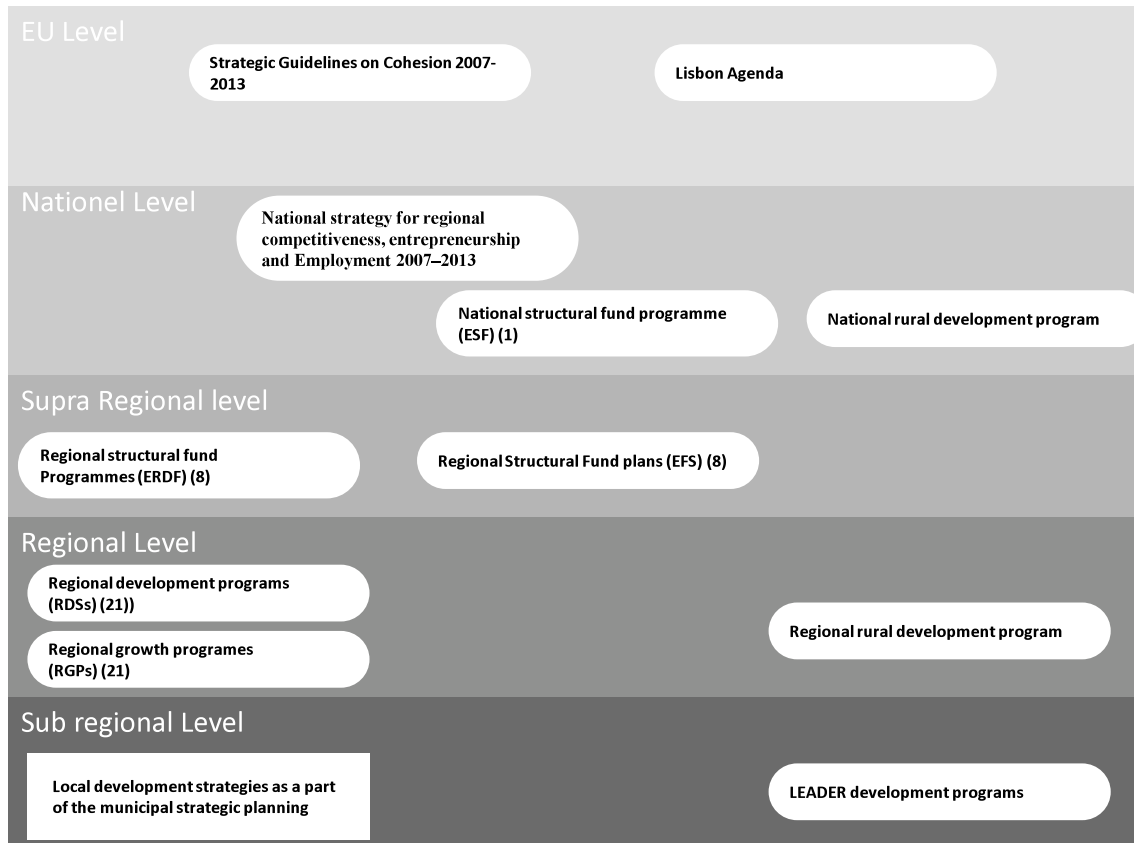 EU Level
Strategic Guidelines on Cohesion 2007-
2013
Lisbon Agenda
Nationel Level
National strategy for regional
competitiveness, entrepreneurship
and Employment 2007–2013
National structural fund programme
(ESF) (1)
National rural development program
Supra Regional level
Regional structural fund
Programmes (ERDF) (8)
Regional Structural Fund plans (EFS) (8)
Regional Level
Regional development programs
(RDSs) (21))
Regional growth programes
(RGPs) (21)
Regional rural development program
Sub regional Level
Local development strategies as a part
of the municipal strategic planning
LEADER development programs